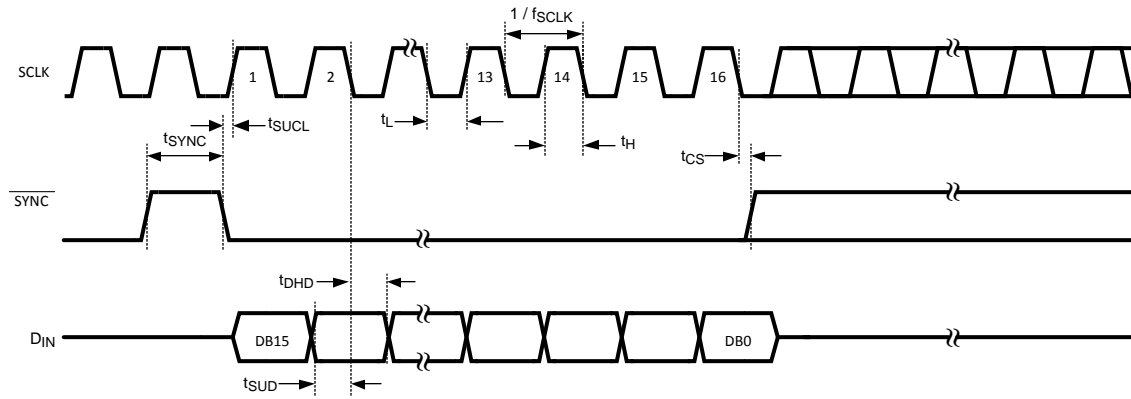 1 / fSCLK
SCLK
1
2
13
14
15
16
tSUCL
tL
tH
tSYNC
tCS
SYNC
tDHD
DIN
DB15
DB0
tSUD